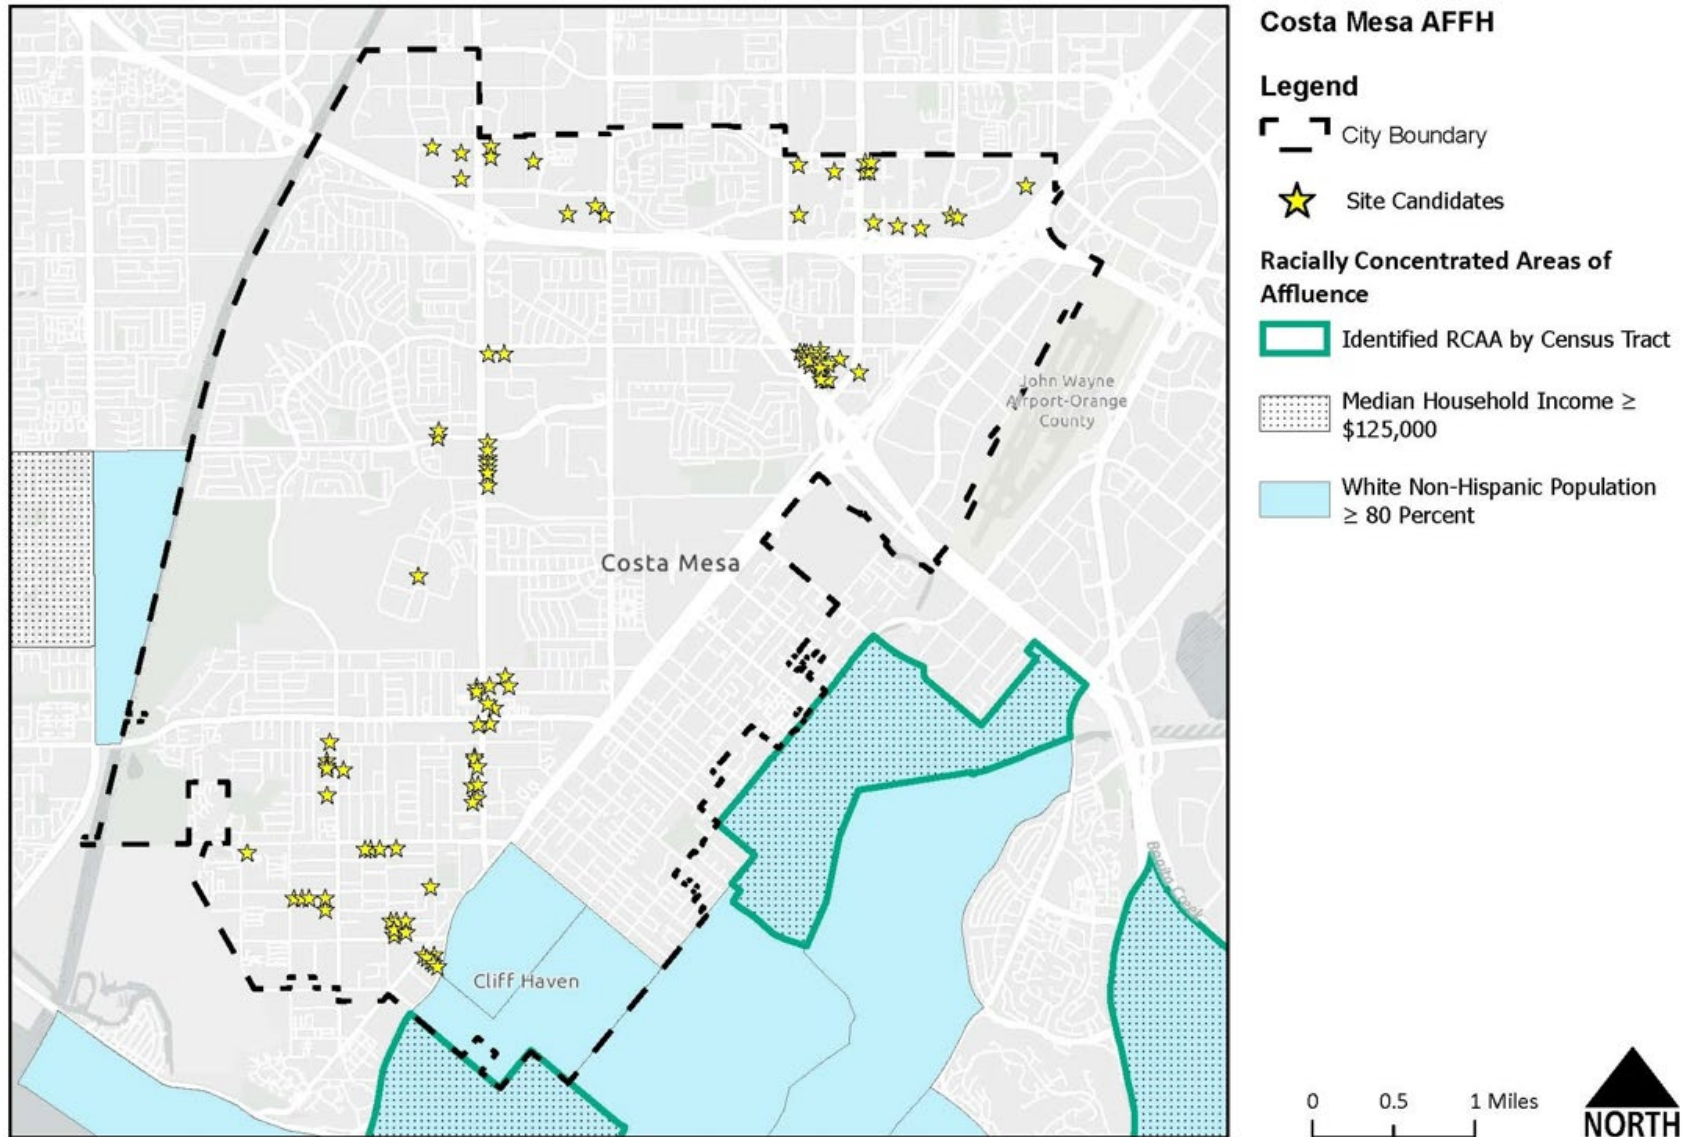 Costa Mesa AFFH
Legend
City Boundary
Site Candidates
Racially Concentrated Areas of
Affluence
Identified RCAA by Census Tract
Median Household Income ≥
$125,000
White Non-Hispanic Population
≥ 80 Percent
John Wayne
Airport-Orange
County
Costa Mesa
Cliff Haven
Bonita Creek
0 0.5 1 Miles
NORTH